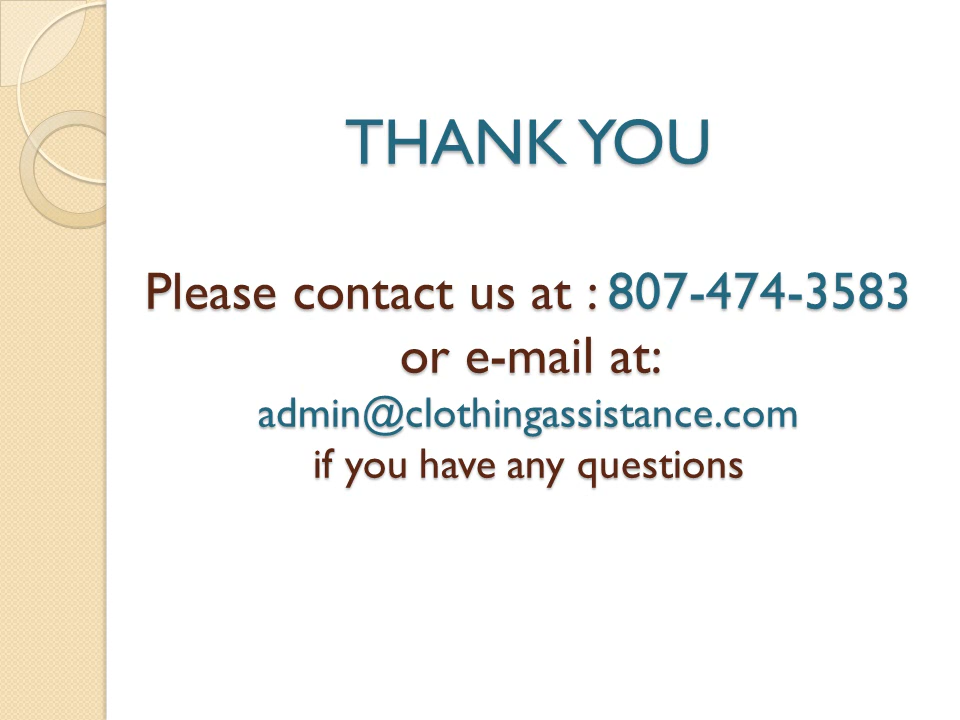 THANK YOU
Please contact us at : 807-474-3583
or e-mail at:
admin@clothingassistance.com
if you have any questions